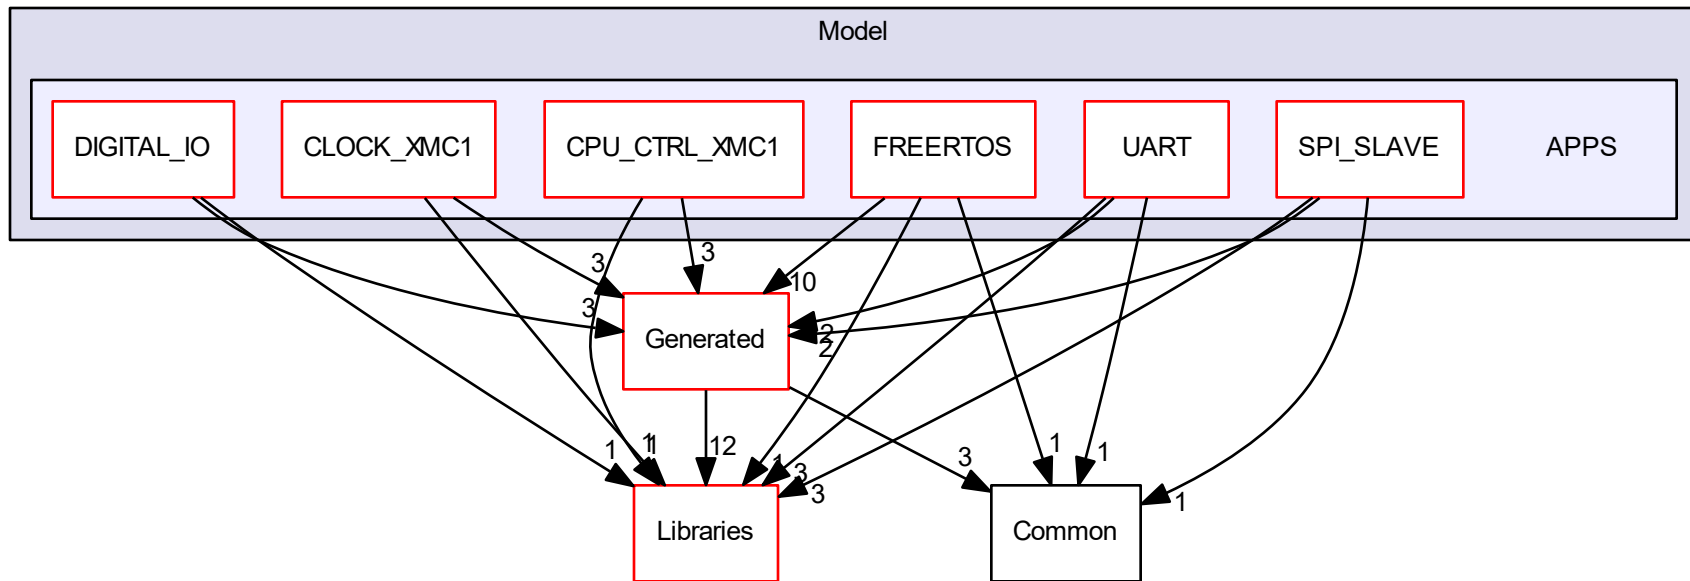 Model
DIGITAL_IO
CLOCK_XMC1
CPU_CTRL_XMC1
FREERTOS
UART
SPI_SLAVE
APPS
3
3
10
3
2
2
Generated
1
1
1
12
1
3
3
3
1
1
1
Libraries
Common